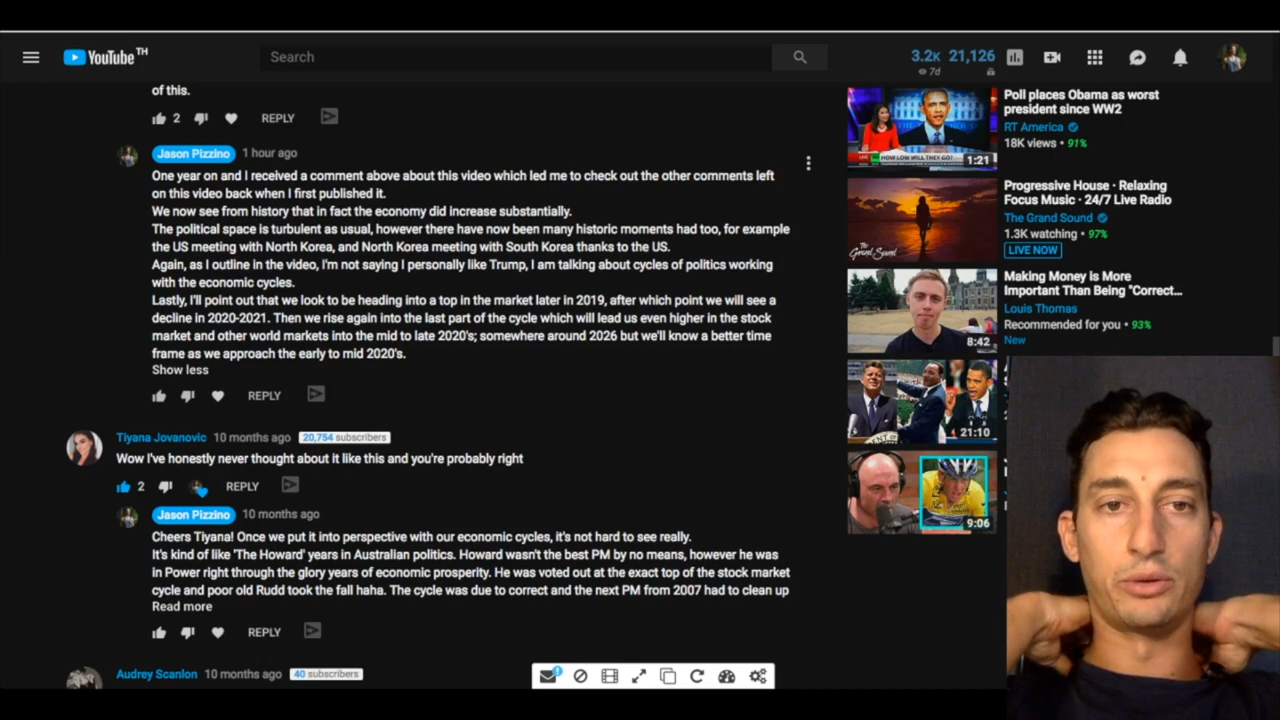 YouTube TH
Search
3.2K 21,126
7d
of this.
2 REPLY
Jason Pizzino 1 hour ago
One year on and I received a comment above about this video which led me to check out the other comments left
on this video back when I first published it.
We now see from history that in fact the economy did increase substantially.
The political space is turbulent as usual, however there have now been many historic moments had too, for example
the US meeting with North Korea, and North Korea meeting with South Korea thanks to the US.
Again, as I outline in the video, I'm not saying I personally like Trump, I am talking about cycles of politics working
with the economic cycles.
Lastly, I'll point out that we look to be heading into a top in the market later in 2019, after which point we will see a
decline in 2020-2021. Then we rise again into the last part of the cycle which will lead us even higher in the stock
market and other world markets into the mid to late 2020's; somewhere around 2026 but we'll know a better time
frame as we approach the early to mid 2020's.
Show less
REPLY
Tiyana Jovanovic 10 months ago 20,754 subscribers
Wow I've honestly never thought about it like this and you're probably right
2 REPLY
Jason Pizzino 10 months ago
Cheers Tiyana! Once we put it into perspective with our economic cycles, it's not hard to see really.
It's kind of like 'The Howard' years in Australian politics. Howard wasn't the best PM by no means, however he was
in Power right through the glory years of economic prosperity. He was voted out at the exact top of the stock market
cycle and poor old Rudd took the fall haha. The cycle was due to correct and the next PM from 2007 had to clean up
Read more
REPLY
Audrey Scanlon 10 months ago 40 subscribers
HOW LOW WILL THEY GO?
1:21
Poll places Obama as worst
president since WW2
RT America
18K views • 91%
The Grand Sound
Progressive House · Relaxing
Focus Music · 24/7 Live Radio
The Grand Sound
1.3K watching • 97%
LIVE NOW
8:42
Making Money is More
Important Than Being "Correct...
Louis Thomas
Recommended for you • 93%
New
21:10
9:06